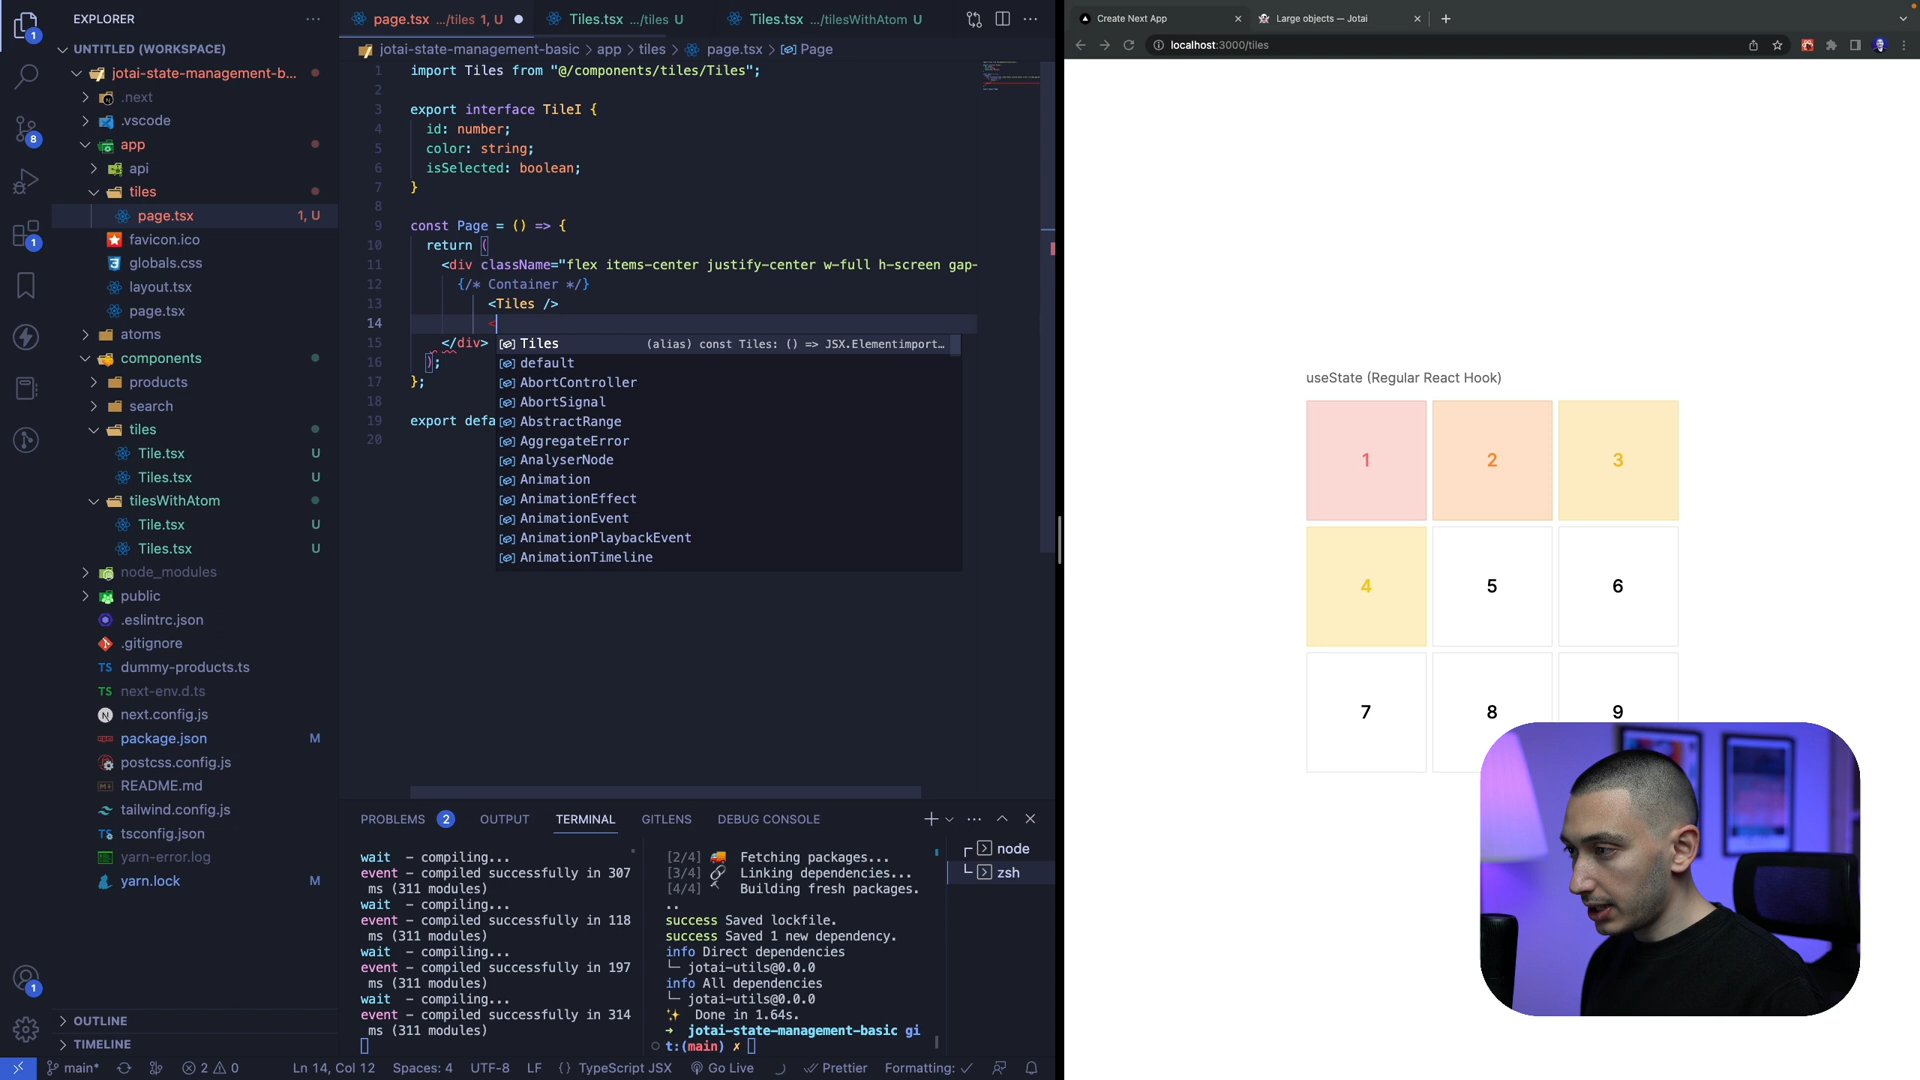 EXPLORER
UNTITLED (WORKSPACE)
jotai-state-management-b...
.next
.vscode
app
api
tiles
page.tsx 1, U
favicon.ico
globals.css
layout.tsx
page.tsx
atoms
components
products
search
tiles
Tile.tsx U
Tiles.tsx U
tilesWithAtom
Tile.tsx U
Tiles.tsx U
node_modules
public
.eslintrc.json
.gitignore
dummy-products.ts
next-env.d.ts
next.config.js
package.json M
postcss.config.js
README.md
tailwind.config.js
tsconfig.json
yarn-error.log
yarn.lock M
OUTLINE
TIMELINE
1
8
1
1
page.tsx .../tiles 1, U
Tiles.tsx .../tiles U
Tiles.tsx .../tilesWithAtom U
jotai-state-management-basic > app > tiles > page.tsx > Page
1 import Tiles from "@/components/tiles/Tiles";
2
3 export interface TileI {
4 id: number;
5 color: string;
6 isSelected: boolean;
7 }
8
9 const Page = () => {
10 return (
11 <div className="flex items-center justify-center w-full h-screen gap-
12 {/* Container */}
13 <Tiles />
14 <
15 </div>
16 );
17 };
18
19 export defa
20
Tiles (alias) const Tiles: () => JSX.Elementimport…
default
AbortController
AbortSignal
AbstractRange
AggregateError
AnalyserNode
Animation
AnimationEffect
AnimationEvent
AnimationPlaybackEvent
AnimationTimeline
PROBLEMS 2 OUTPUT TERMINAL GITLENS DEBUG CONSOLE
wait - compiling...
event - compiled successfully in 307
ms (311 modules)
wait - compiling...
event - compiled successfully in 118
ms (311 modules)
wait - compiling...
event - compiled successfully in 197
ms (311 modules)
wait - compiling...
event - compiled successfully in 314
ms (311 modules)
[2/4] 🚚 Fetching packages...
[3/4] 🔗 Linking dependencies...
[4/4] 🔨 Building fresh packages.
..
success Saved lockfile.
success Saved 1 new dependency.
info Direct dependencies
└─ jotai-utils@0.0.0
info All dependencies
└─ jotai-utils@0.0.0
✨ Done in 1.64s.
➜ jotai-state-management-basic gi
t:(main) ✗
node
zsh
main* 2 0 Ln 14, Col 12 Spaces: 4 UTF-8 LF {} TypeScript JSX Go Live Prettier Formatting: ✓
Create Next App
Large objects — Jotai
localhost:3000/tiles
useState (Regular React Hook)
1 2 3
4 5 6
7 8 9